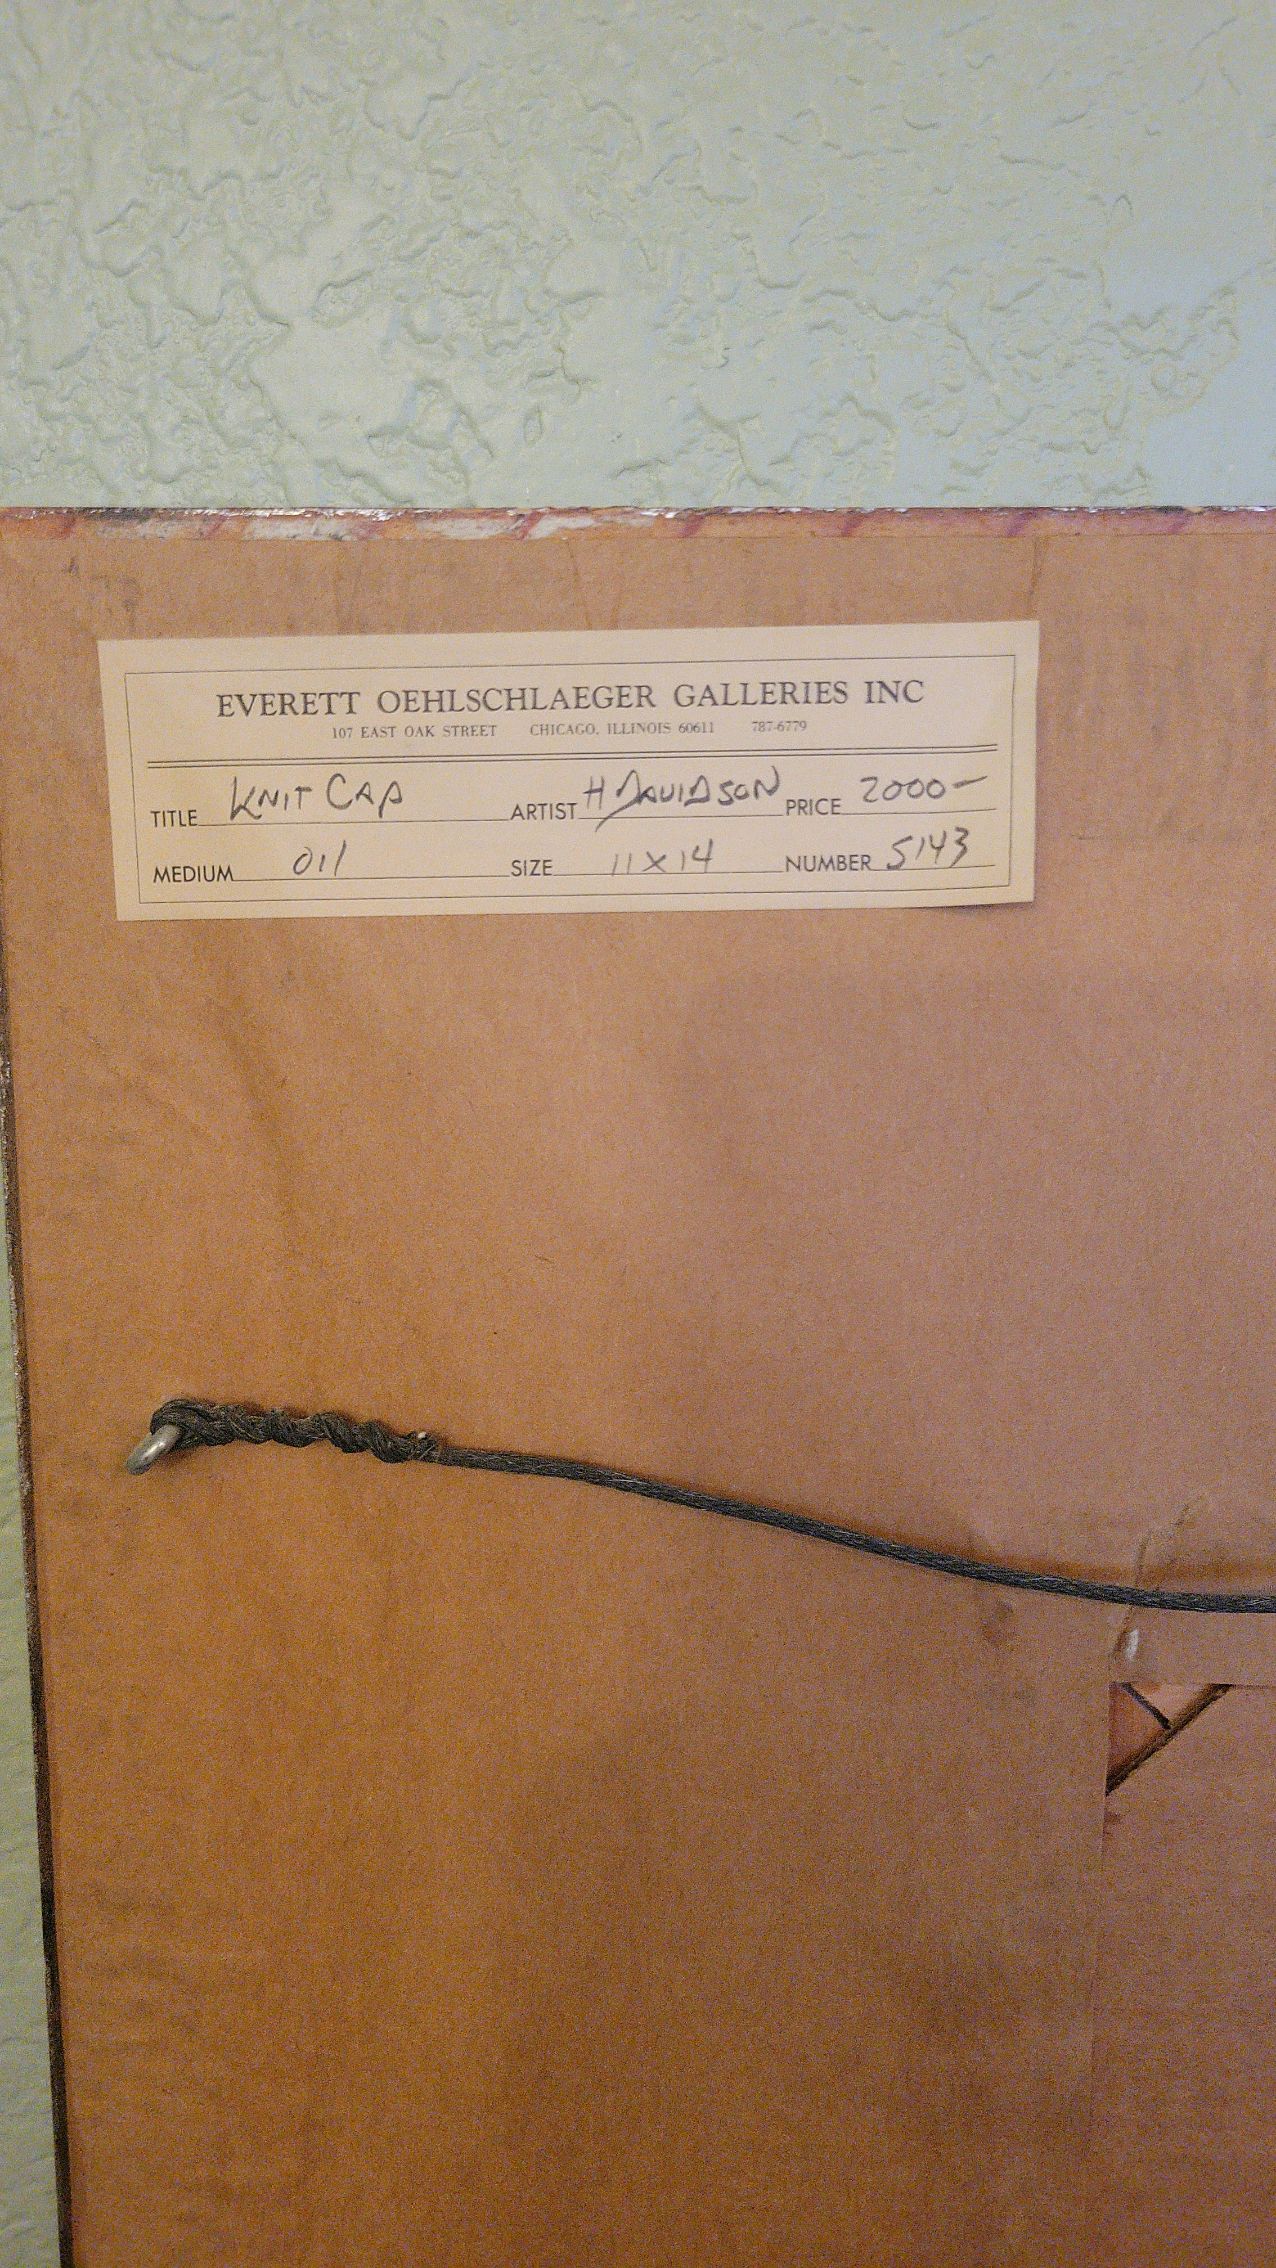 EVERETT OEHLSCHLAEGER GALLERIES INC
107 EAST OAK STREET CHICAGO, ILLINOIS 60611 787-6779
TITLE KNIT CAP ARTIST H DAVIDSON PRICE 2000-
MEDIUM OIL SIZE 11X14 NUMBER 5143